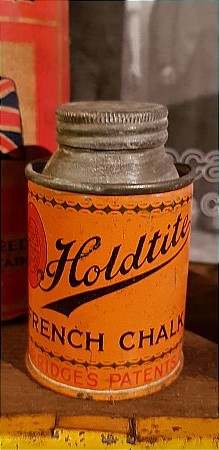 Holdtite
FRENCH CHALK
RIDGES PATENTS